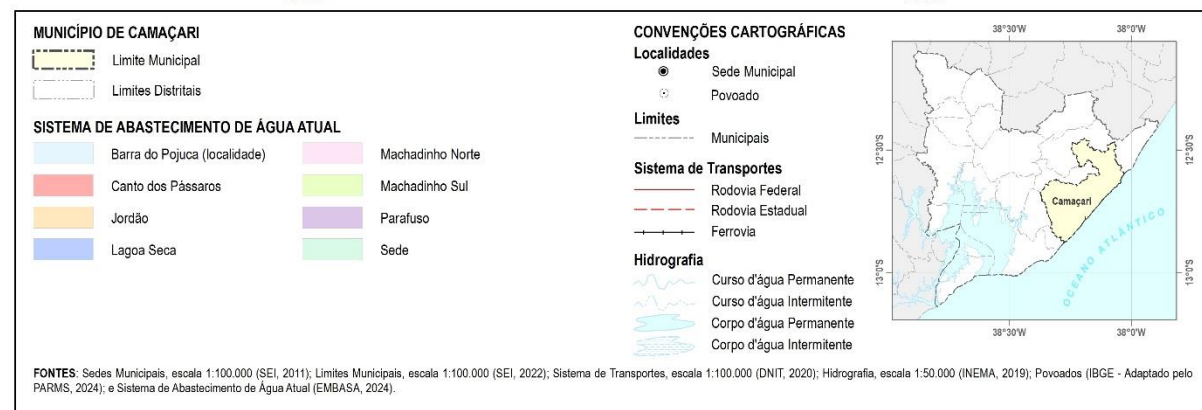 MUNICÍPIO DE CAMAÇARI
Limite Municipal
Limites Distritais
SISTEMA DE ABASTECIMENTO DE ÁGUA ATUAL
Barra do Pojuca (localidade)
Canto dos Pássaros
Jordão
Lagoa Seca
Machadinho Norte
Machadinho Sul
Parafuso
Sede
CONVENÇÕES CARTOGRÁFICAS
Localidades
Sede Municipal
Povoado
Limites
Municipais
Sistema de Transportes
Rodovia Federal
Rodovia Estadual
Ferrovia
Hidrografia
Curso d'água Permanente
Curso d'água Intermitente
Corpo d'água Permanente
Corpo d'água Intermitente
38°30'W 38°0'W
12°30'S 12°30'S
Camaçari
OCEANO ATLÂNTICO
13°0'S 13°0'S
38°30'W 38°0'W
FONTES: Sedes Municipais, escala 1:100.000 (SEI, 2011); Limites Municipais, escala 1:100.000 (SEI, 2022); Sistema de Transportes, escala 1:100.000 (DNIT, 2020); Hidrografia, escala 1:50.000 (INEMA, 2019); Povoados (IBGE - Adaptado pelo
PARMS, 2024); e Sistema de Abastecimento de Água Atual (EMBASA, 2024).